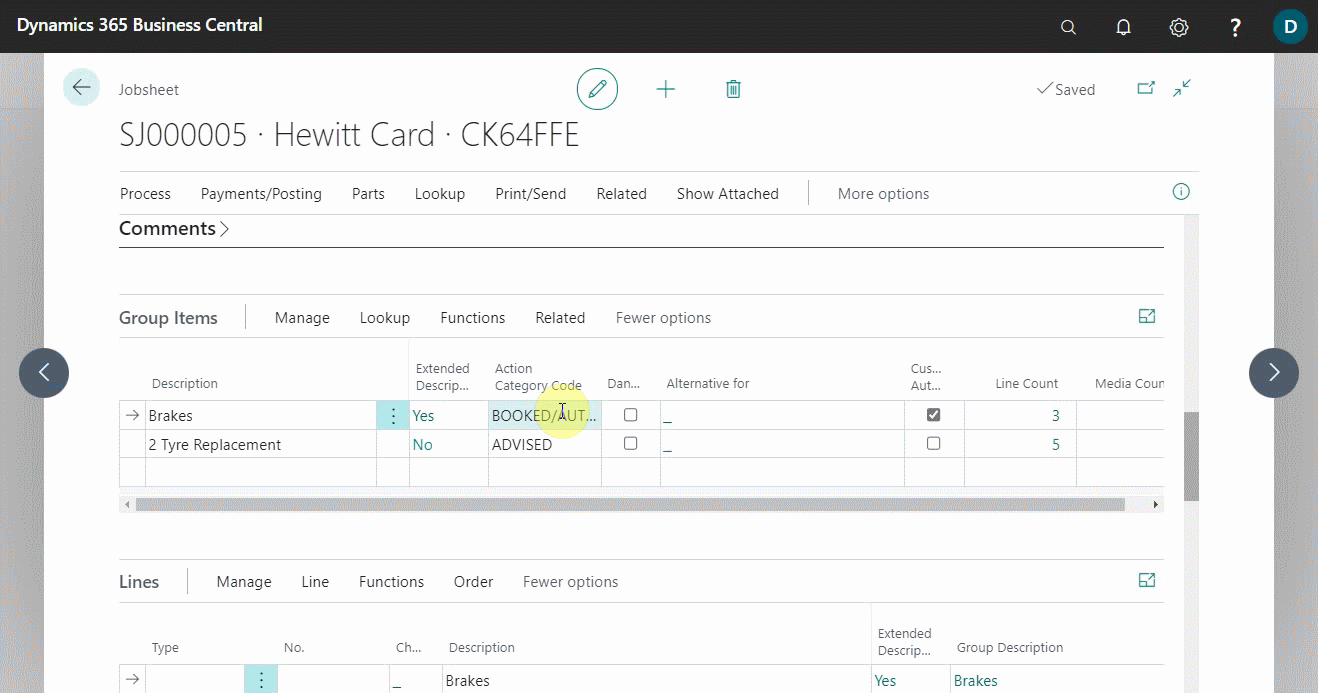 Dynamics 365 Business Central
?
D
Jobsheet
Saved
SJ000005 · Hewitt Card · CK64FFE
Process Payments/Posting Parts Lookup Print/Send Related Show Attached More options
Comments
Group Items Manage Lookup Functions Related Fewer options
Description Extended Descrip... Action Category Code Dan... Alternative for Cus... Aut... Line Count Media Coun
Brakes Yes BOOKED/AUT... _ 3
2 Tyre Replacement No ADVISED _ 5
Lines Manage Line Functions Order Fewer options
Type No. Ch... Description Extended Descrip... Group Description
_ Brakes Yes Brakes